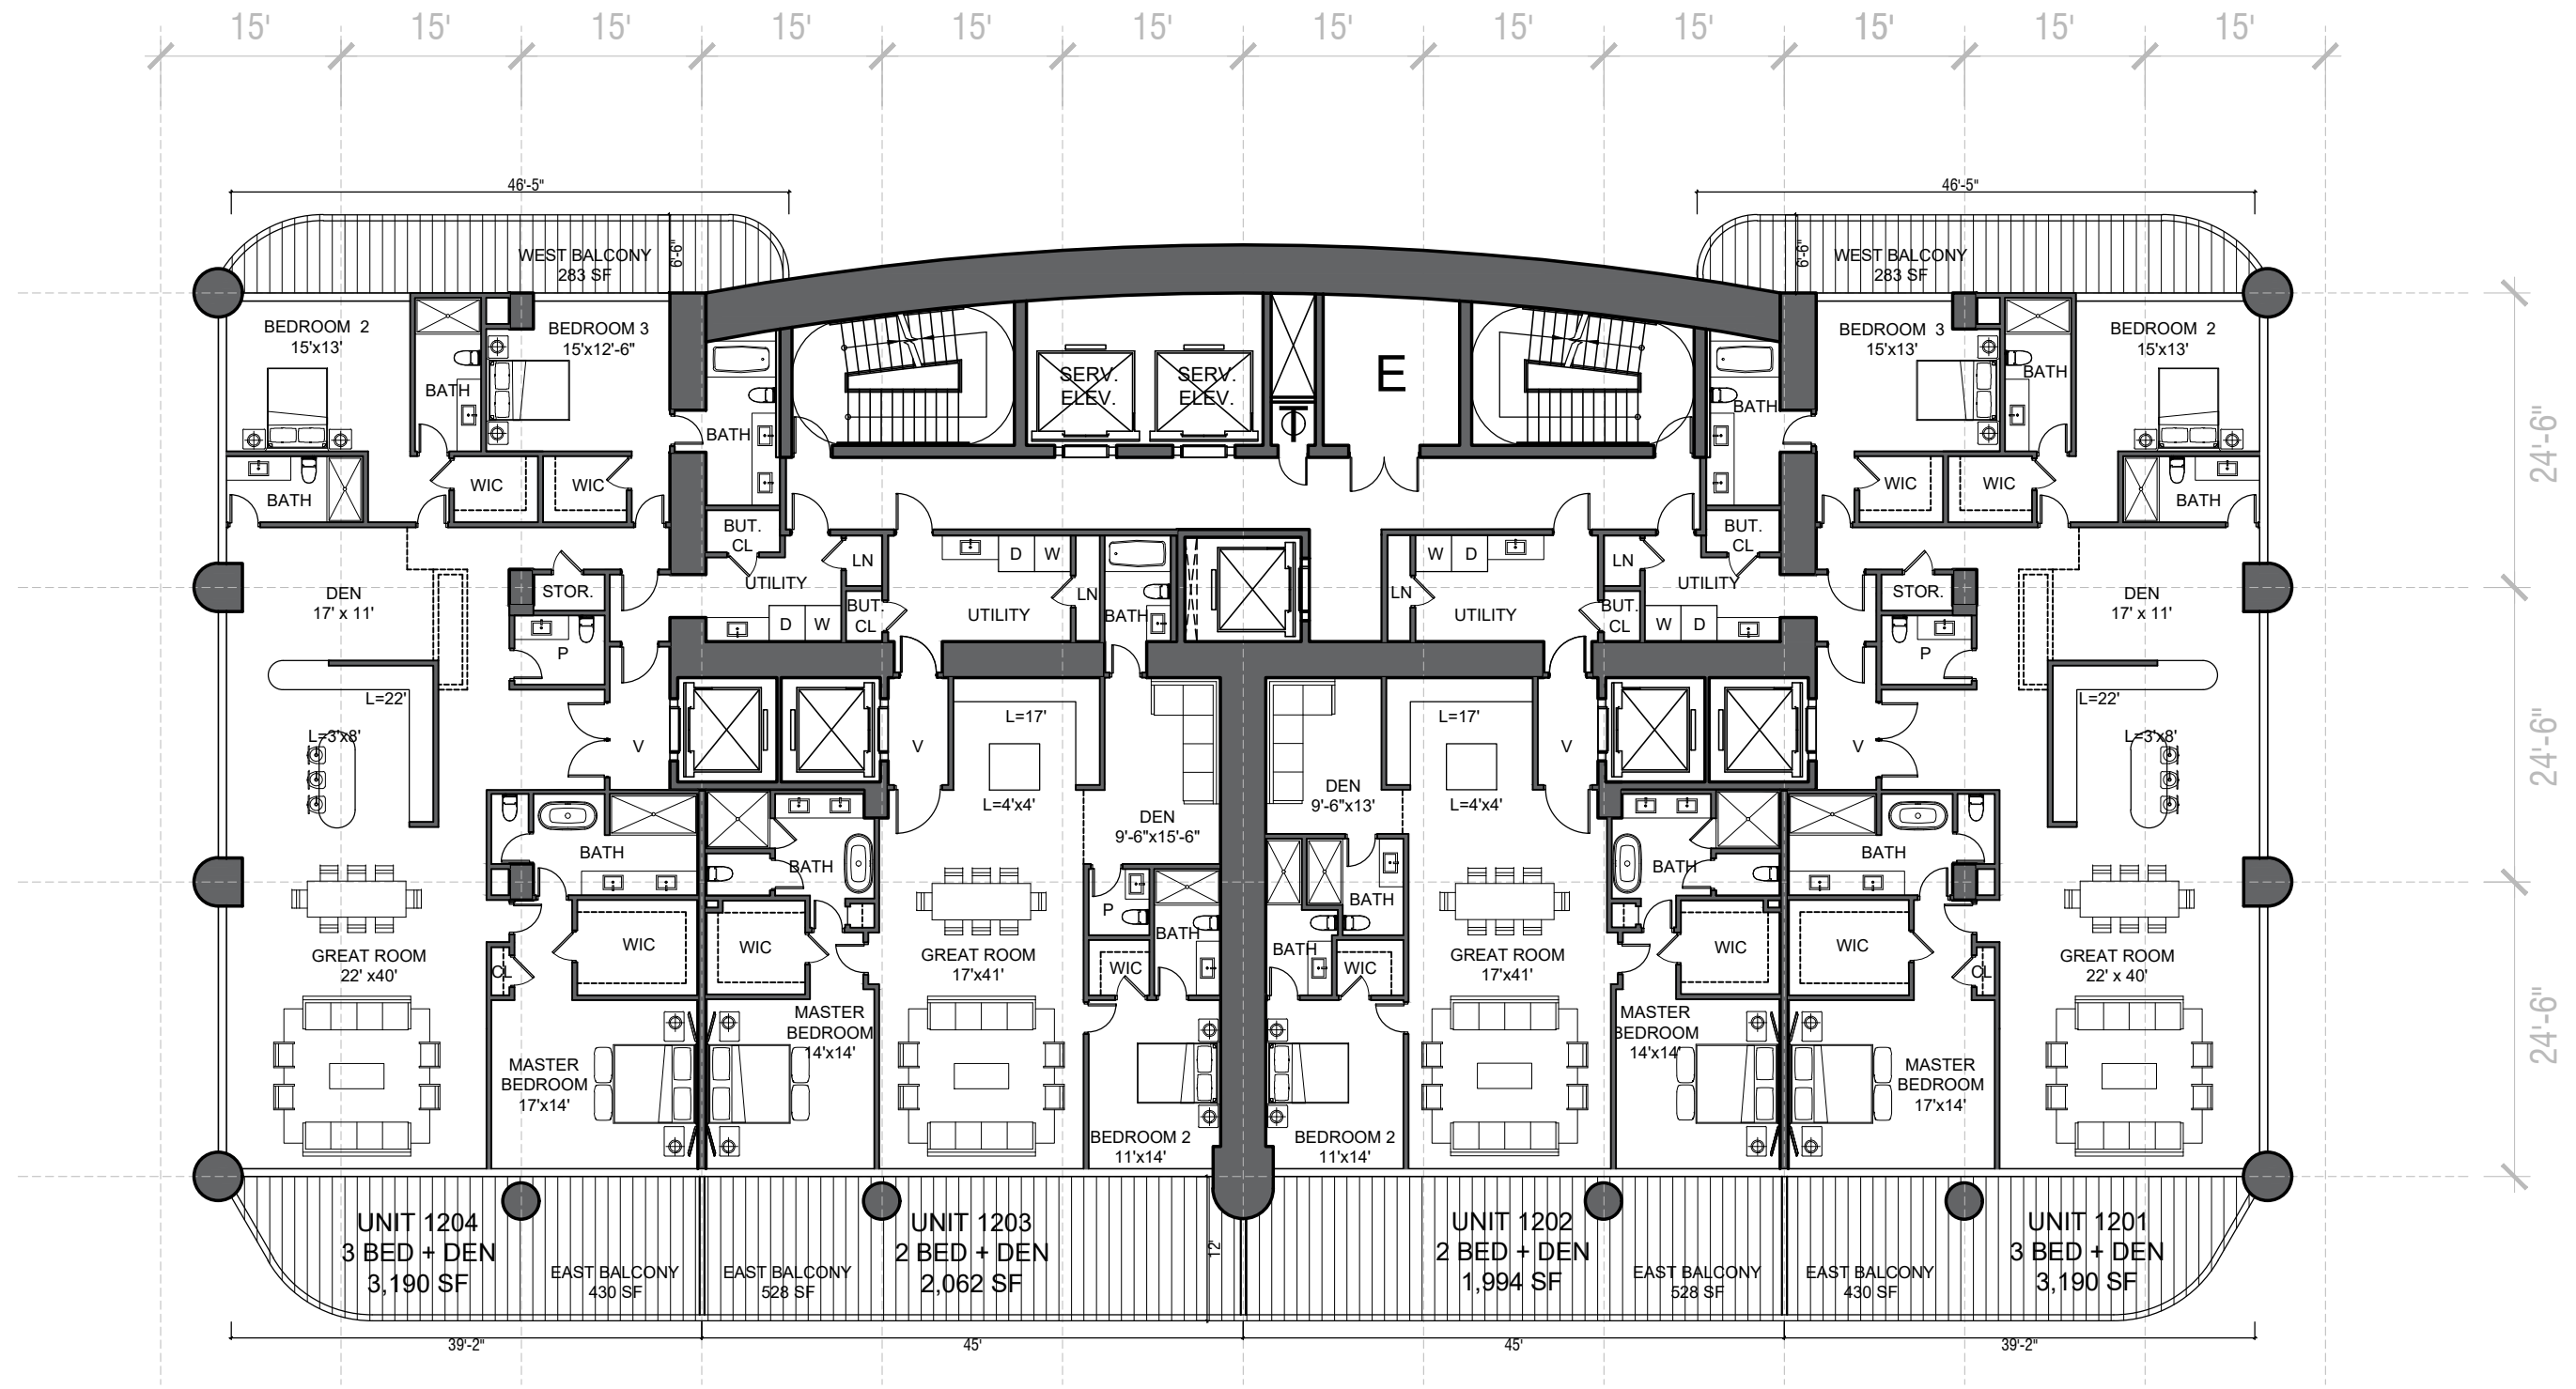 15' 15' 15' 15' 15' 15' 15' 15' 15' 15' 15' 15'
46'-5" 46'-5"
WEST BALCONY
283 SF
6'-6"
6'-6"
WEST BALCONY
283 SF
BEDROOM 2
15'x13'
BATH
BEDROOM 3
15'x12'-6"
BATH
SERV.
ELEV.
SERV.
ELEV.
E
BATH
BEDROOM 3
15'x13'
BATH
BEDROOM 2
15'x13'
24'-6"
BATH
WIC
WIC
WIC
WIC
BATH
BUT.
CL
LN
D W
W D
LN
BUT.
CL
DEN
17' x 11'
STOR.
UTILITY
BUT.
CL
UTILITY
LN
BATH
LN
UTILITY
BUT.
CL
UTILITY
STOR.
DEN
17' x 11'
P
D W
W D
P
L=22'
L=3'x8'
V
V
L=17'
L=4'x4'
DEN
9'-6"x15'-6"
DEN
9'-6"x13'
L=17'
L=4'x4'
V
V
L=22'
L=3'x8'
24'-6"
BATH
BATH
P
BATH
BATH
BATH
BATH
BATH
GREAT ROOM
22' x40'
CL
WIC
WIC
GREAT ROOM
17'x41'
WIC
WIC
GREAT ROOM
17'x41'
WIC
WIC
CL
GREAT ROOM
22' x 40'
24'-6"
MASTER
BEDROOM
17'x14'
MASTER
BEDROOM
14'x14'
BEDROOM 2
11'x14'
BEDROOM 2
11'x14'
MASTER
BEDROOM
14'x14'
MASTER
BEDROOM
17'x14'
UNIT 1204
3 BED + DEN
3,190 SF
EAST BALCONY
430 SF
EAST BALCONY
528 SF
UNIT 1203
2 BED + DEN
2,062 SF
12'
UNIT 1202
2 BED + DEN
1,994 SF
EAST BALCONY
528 SF
EAST BALCONY
430 SF
UNIT 1201
3 BED + DEN
3,190 SF
39'-2" 45' 45' 39'-2"